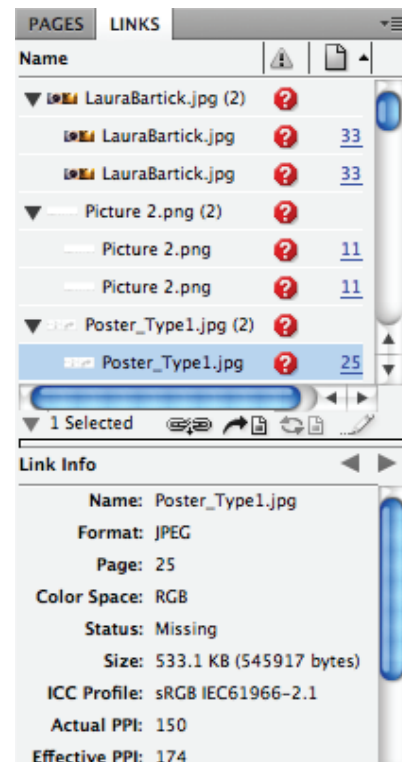 PAGES LINKS
Name
LauraBartick.jpg (2)
LauraBartick.jpg 33
LauraBartick.jpg 33
Picture 2.png (2)
Picture 2.png 11
Picture 2.png 11
Poster_Type1.jpg (2)
Poster_Type1.jpg 25
1 Selected
Link Info
Name: Poster_Type1.jpg
Format: JPEG
Page: 25
Color Space: RGB
Status: Missing
Size: 533.1 KB (545917 bytes)
ICC Profile: sRGB IEC61966-2.1
Actual PPI: 150
Effective PPI: 174